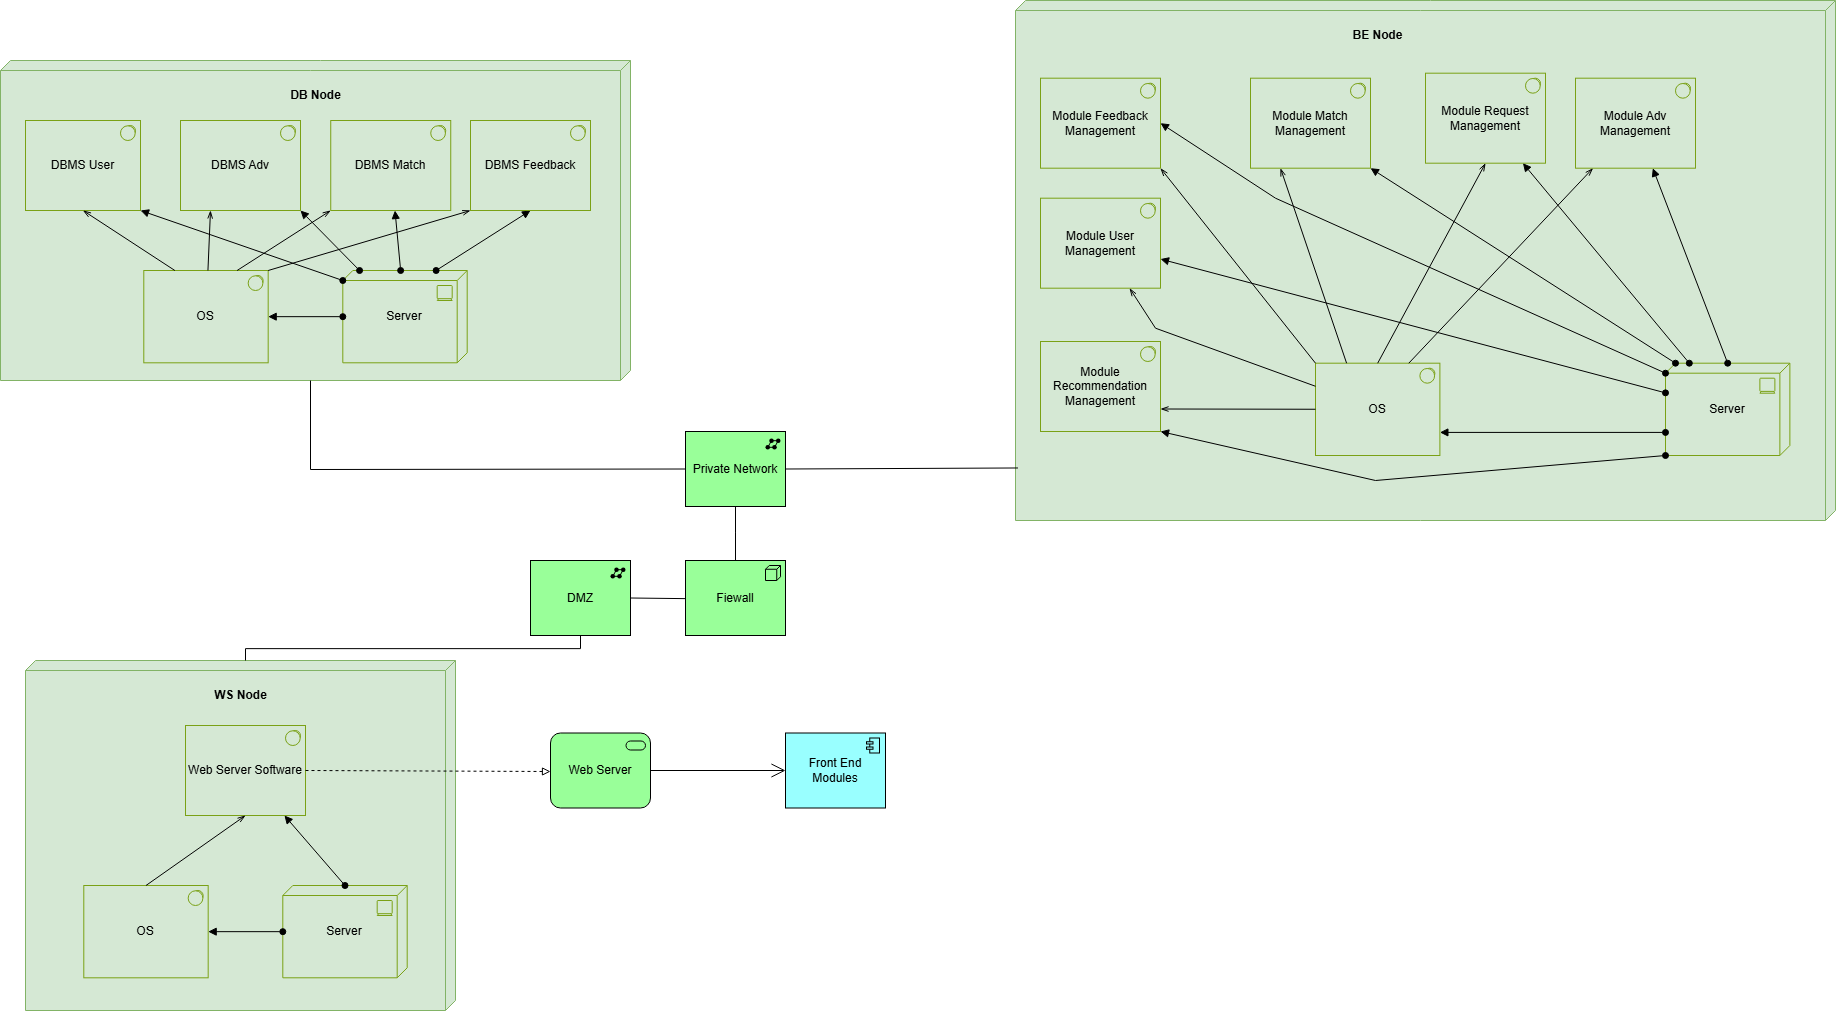 BE Node
Module Feedback
Management
Module Match
Management
Module Request
Management
Module Adv
Management
Module User
Management
Module
Recommendation
Management
OS
Server
DB Node
DBMS User
DBMS Adv
DBMS Match
DBMS Feedback
OS
Server
Private Network
DMZ
Fiewall
WS Node
Web Server Software
Web Server
Front End
Modules
OS
Server